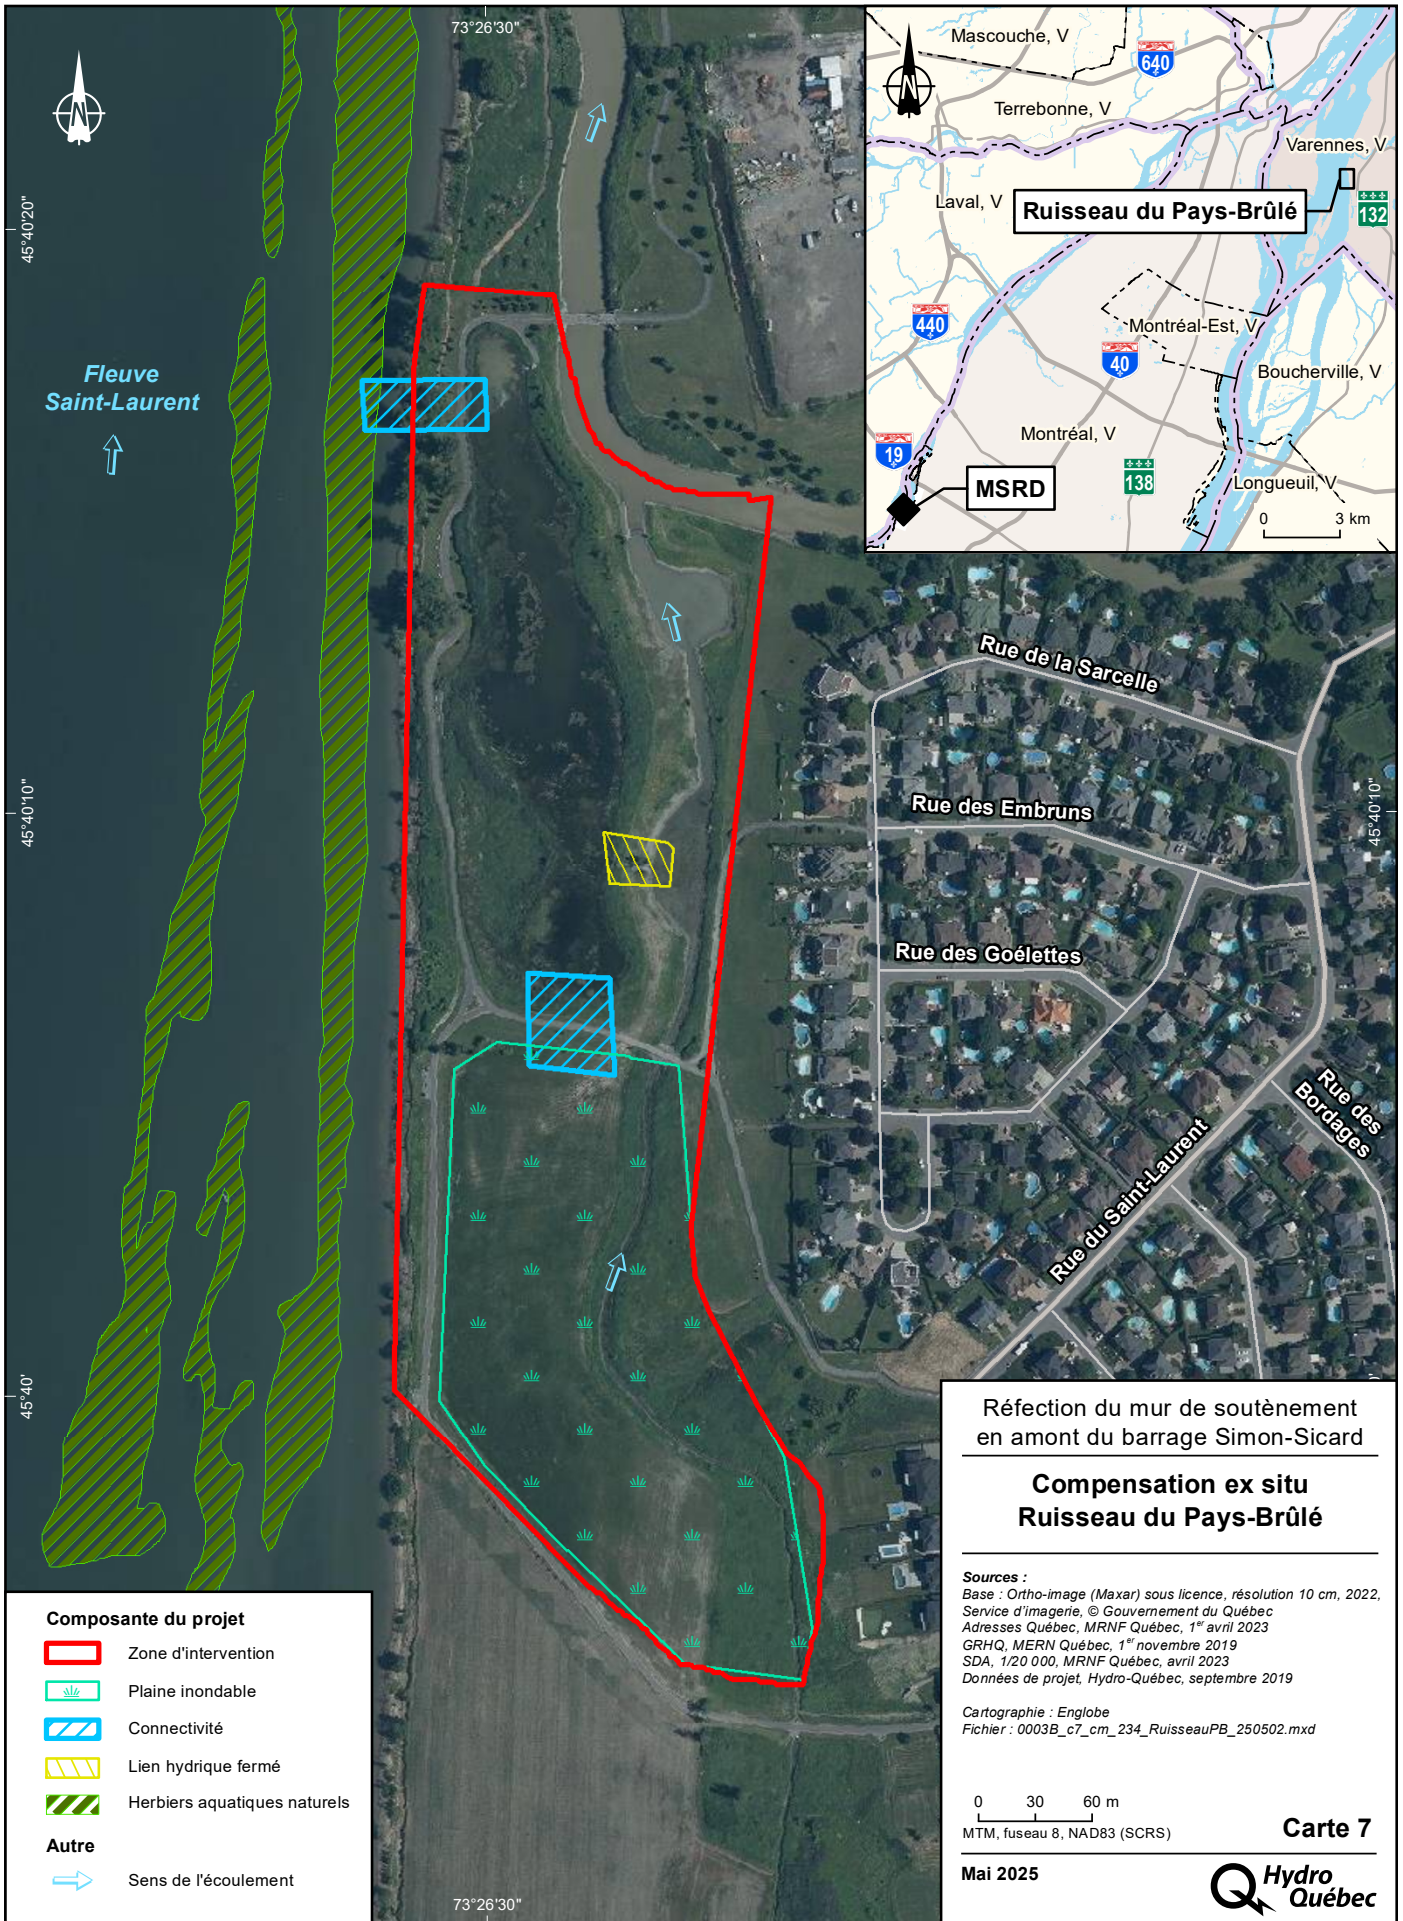 73°26'30"
45°40'20"
45°40'10"
45°40'
45°40'10"
73°26'30"
N
Fleuve
Saint-Laurent
N
Mascouche, V
640
Terrebonne, V
Varennes, V
Laval, V
Ruisseau du Pays-Brûlé
132
440
Montréal-Est, V
40
Boucherville, V
Montréal, V
19
138
MSRD
Longueuil, V
0 3 km
Rue de la Sarcelle
Rue des Embruns
Rue des Goélettes
Rue des
Bordages
Rue du Saint-Laurent
Composante du projet
Zone d'intervention
Plaine inondable
Connectivité
Lien hydrique fermé
Herbiers aquatiques naturels
Autre
Sens de l'écoulement
Réfection du mur de soutènement
en amont du barrage Simon-Sicard
Compensation ex situ
Ruisseau du Pays-Brûlé
Sources :
Base : Ortho-image (Maxar) sous licence, résolution 10 cm, 2022,
Service d'imagerie, © Gouvernement du Québec
Adresses Québec, MRNF Québec, 1er avril 2023
GRHQ, MERN Québec, 1er novembre 2019
SDA, 1/20 000, MRNF Québec, avril 2023
Données de projet, Hydro-Québec, septembre 2019
Cartographie : Englobe
Fichier : 0003B_c7_cm_234_RuisseauPB_250502.mxd
0 30 60 m
MTM, fuseau 8, NAD83 (SCRS)
Carte 7
Mai 2025
Hydro
Québec